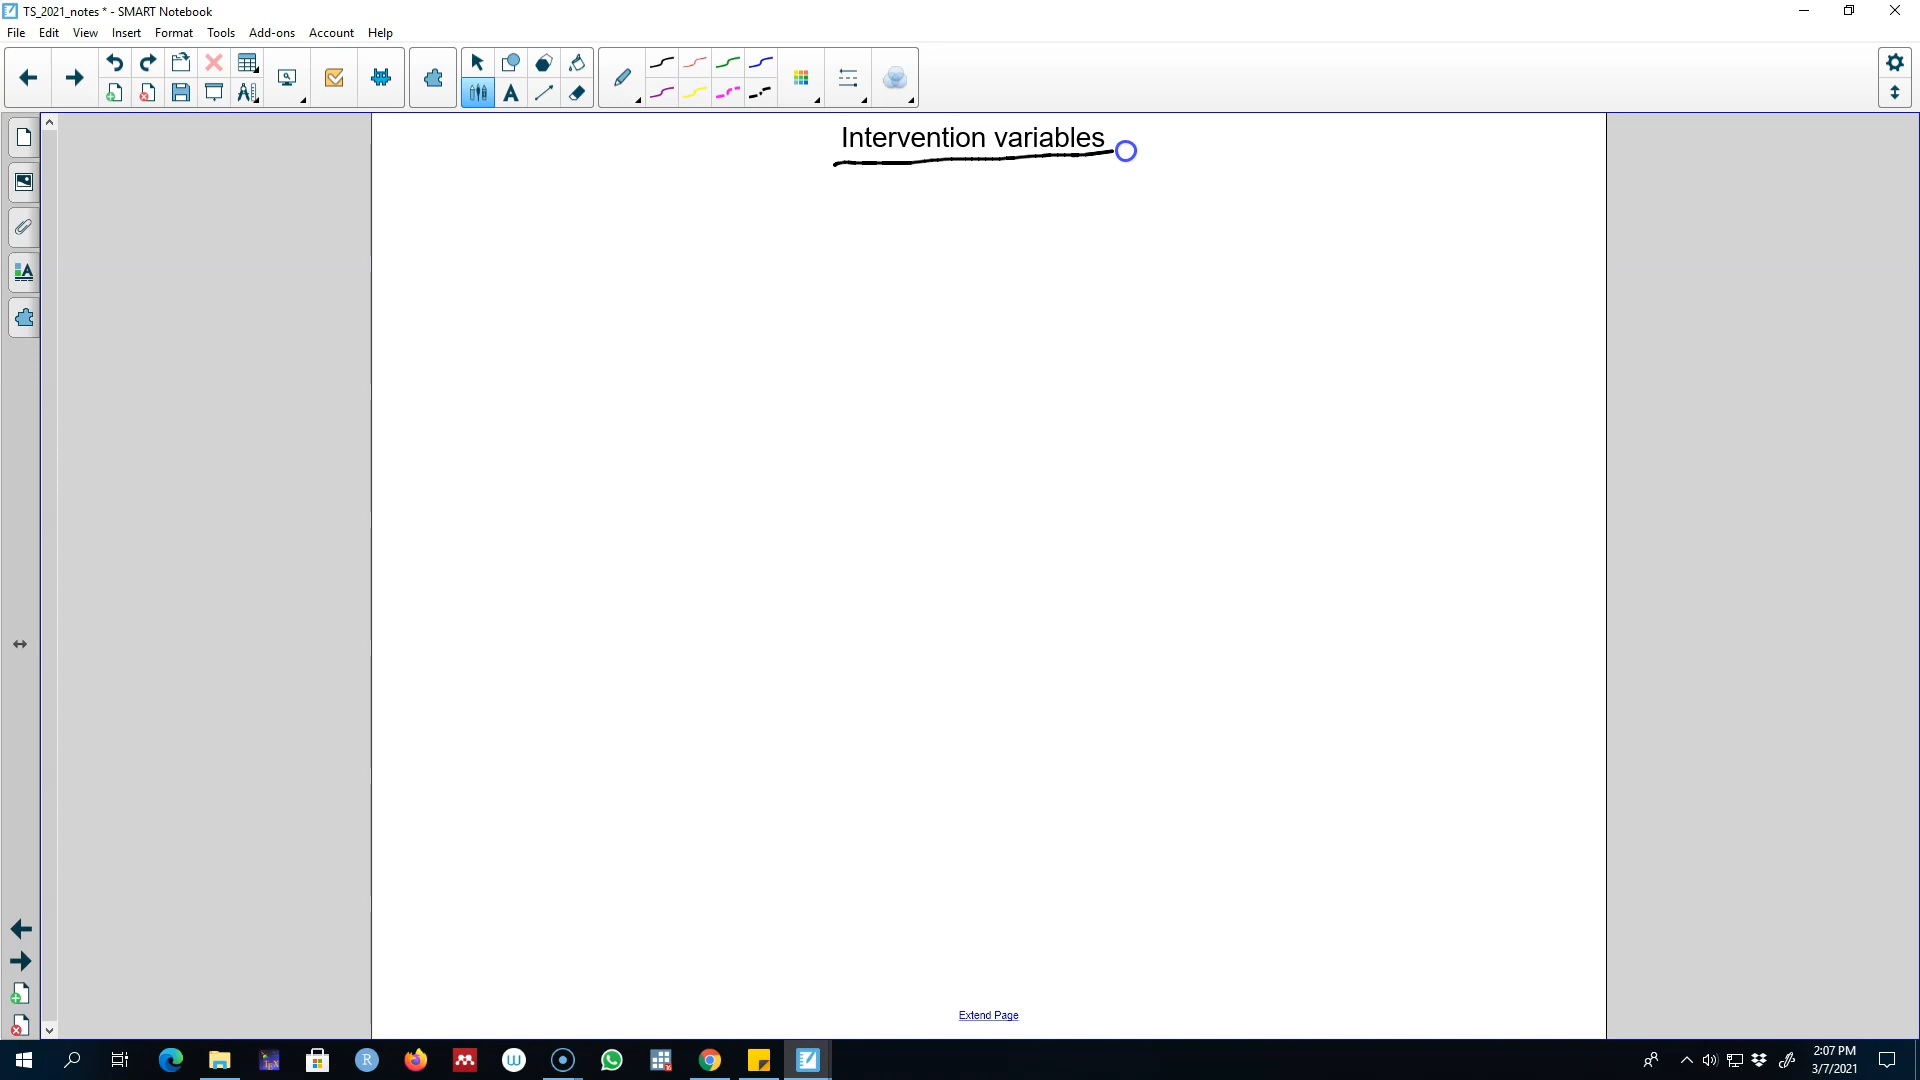 TS_2021_notes * - SMART Notebook
File Edit View Insert Format Tools Add-ons Account Help
Intervention variables
Extend Page
2:07 PM
3/7/2021